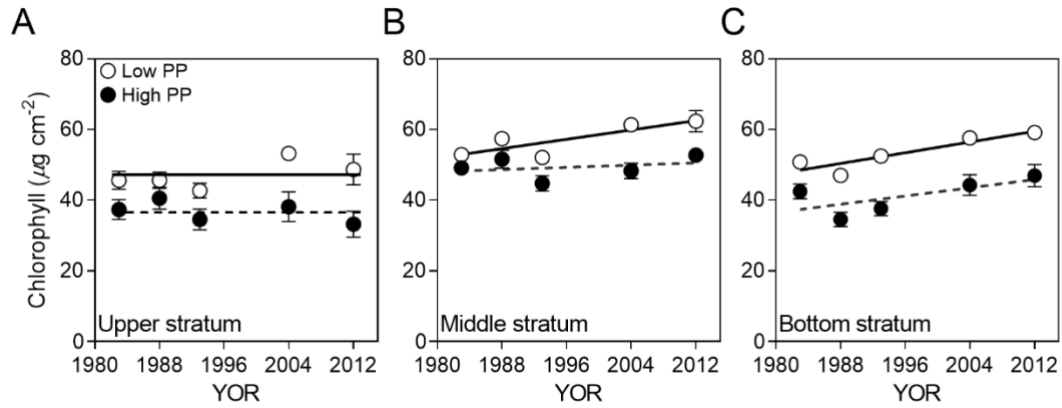 A
B
C
Chlorophyll (µg cm-2)
80
60
40
20
0
Low PP
High PP
Upper stratum
1980 1988 1996 2004 2012
YOR
80
60
40
20
0
Middle stratum
1980 1988 1996 2004 2012
YOR
80
60
40
20
0
Bottom stratum
1980 1988 1996 2004 2012
YOR